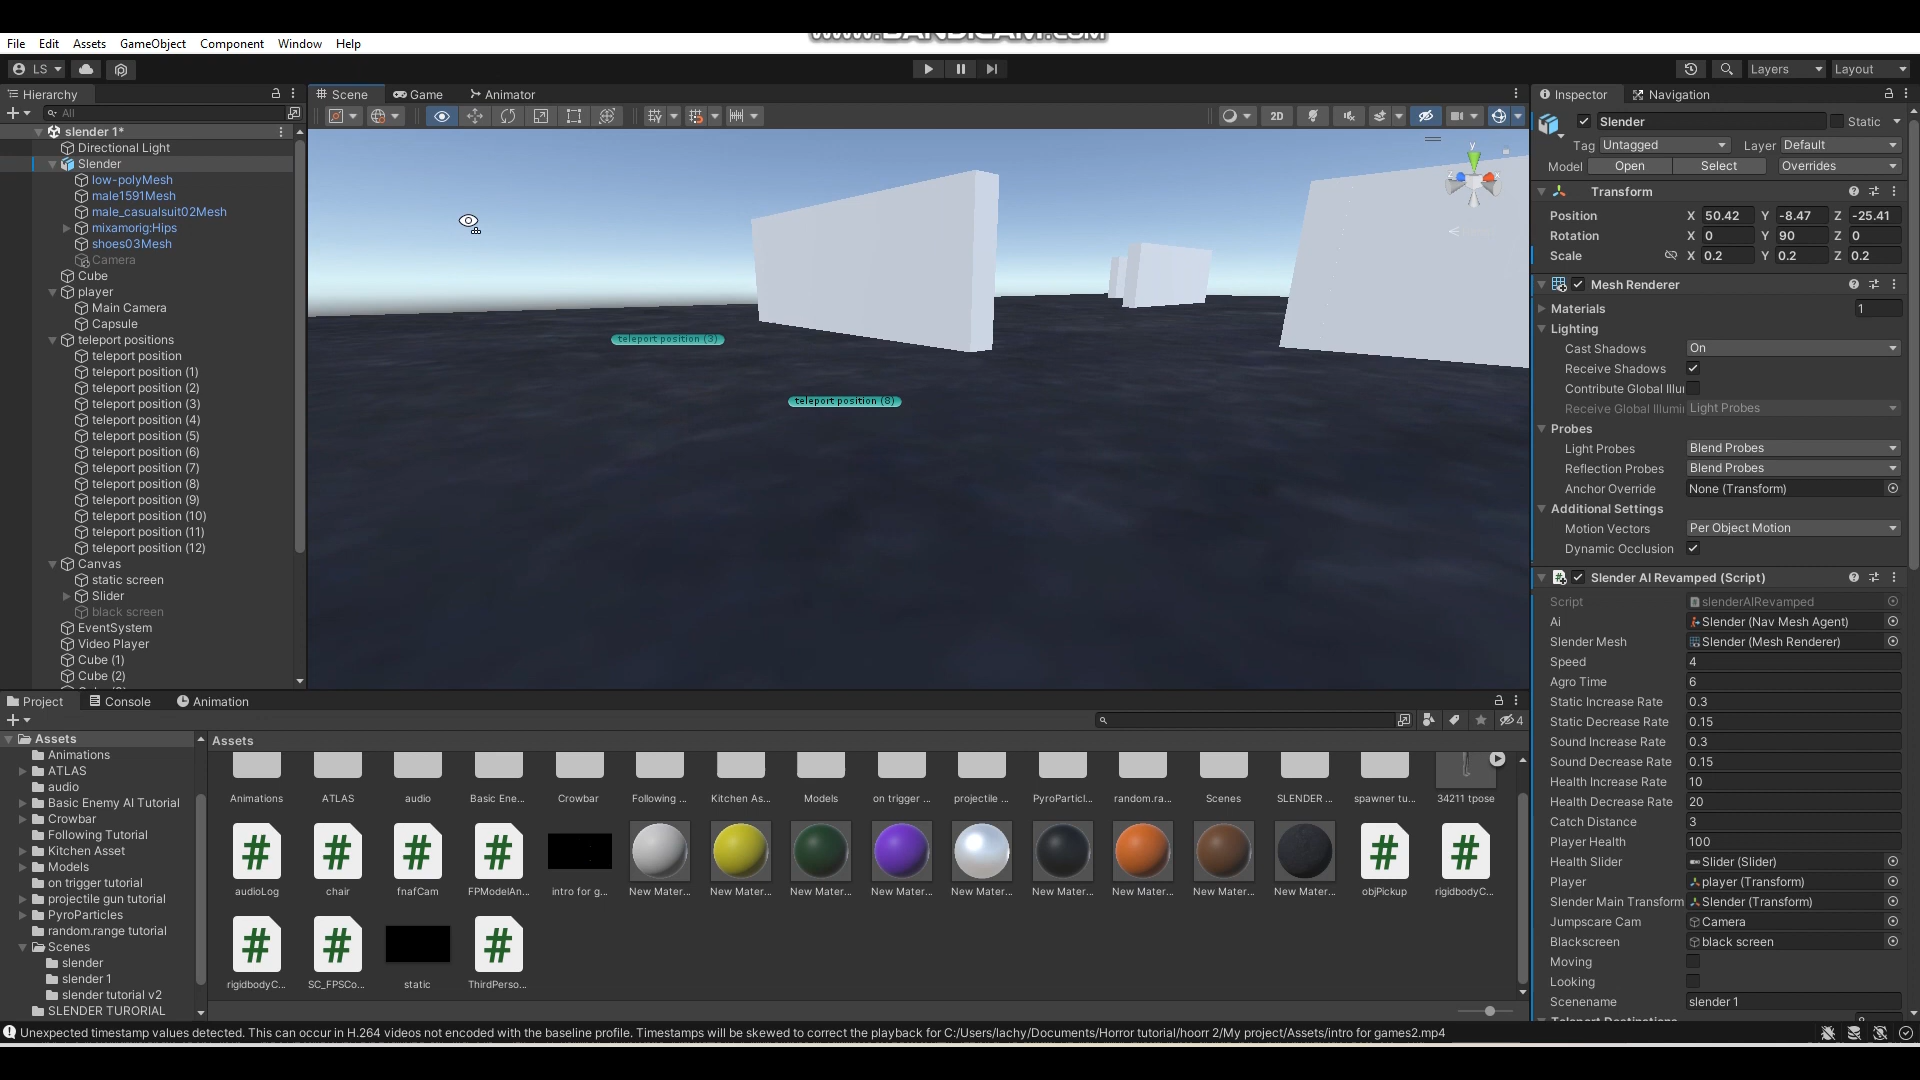 www.BANDICAM.com
File Edit Assets GameObject Component Window Help
LS Layers Layout
Hierarchy Scene Game Animator Inspector Navigation
All 2D Slender Static
slender 1*
Directional Light
Slender
low-polyMesh
male1591Mesh
male_casualsuit02Mesh
mixamorig:Hips
shoes03Mesh
Camera
Cube
player
Main Camera
Capsule
teleport positions
teleport position
teleport position (1)
teleport position (2)
teleport position (3)
teleport position (4)
teleport position (5)
teleport position (6)
teleport position (7)
teleport position (8)
teleport position (9)
teleport position (10)
teleport position (11)
teleport position (12)
Canvas
static screen
Slider
black screen
EventSystem
Video Player
Cube (1)
Cube (2)
y
teleport position (3)
teleport position (8)
Tag Untagged Layer Default
Model Open Select Overrides
Transform
Position X 50.42 Y -8.47 Z -25.41
Rotation X 0 Y 90 Z 0
Scale X 0.2 Y 0.2 Z 0.2
Mesh Renderer
Materials 1
Lighting
Cast Shadows On
Receive Shadows
Contribute Global Illui
Receive Global Illumi Light Probes
Probes
Light Probes Blend Probes
Reflection Probes Blend Probes
Anchor Override None (Transform)
Additional Settings
Motion Vectors Per Object Motion
Dynamic Occlusion
Slender AI Revamped (Script)
Script slenderAIRevamped
Ai Slender (Nav Mesh Agent)
Slender Mesh Slender (Mesh Renderer)
Speed 4
Agro Time 6
Static Increase Rate 0.3
Static Decrease Rate 0.15
Sound Increase Rate 0.3
Sound Decrease Rate 0.15
Health Increase Rate 10
Health Decrease Rate 20
Catch Distance 3
Player Health 100
Health Slider Slider (Slider)
Player player (Transform)
Slender Main Transform Slender (Transform)
Jumpscare Cam Camera
Blackscreen black screen
Moving
Looking
Scenename slender 1
Project Console Animation
4
Assets
Animations
ATLAS
audio
Basic Enemy AI Tutorial
Crowbar
Following Tutorial
Kitchen Asset
Models
on trigger tutorial
projectile gun tutorial
PyroParticles
random.range tutorial
Scenes
slender
slender 1
slender tutorial v2
SLENDER TURORIAL
Assets
Animations ATLAS audio Basic Ene... Crowbar Following ... Kitchen As... Models on trigger ... projectile ... PyroParticl... random.ra... Scenes SLENDER ... spawner tu... 34211 tpose
audioLog chair fnafCam FPModelAn... intro for g... New Mater... New Mater... New Mater... New Mater... New Mater... New Mater... New Mater... New Mater... New Mater... objPickup rigidbodyC...
rigidbodyC... SC_FPSCo... static ThirdPerso...
Unexpected timestamp values detected. This can occur in H.264 videos not encoded with the baseline profile. Timestamps will be skewed to correct the playback for C:/Users/lachy/Documents/Horror tutorial/hoorr 2/My project/Assets/intro for games2.mp4